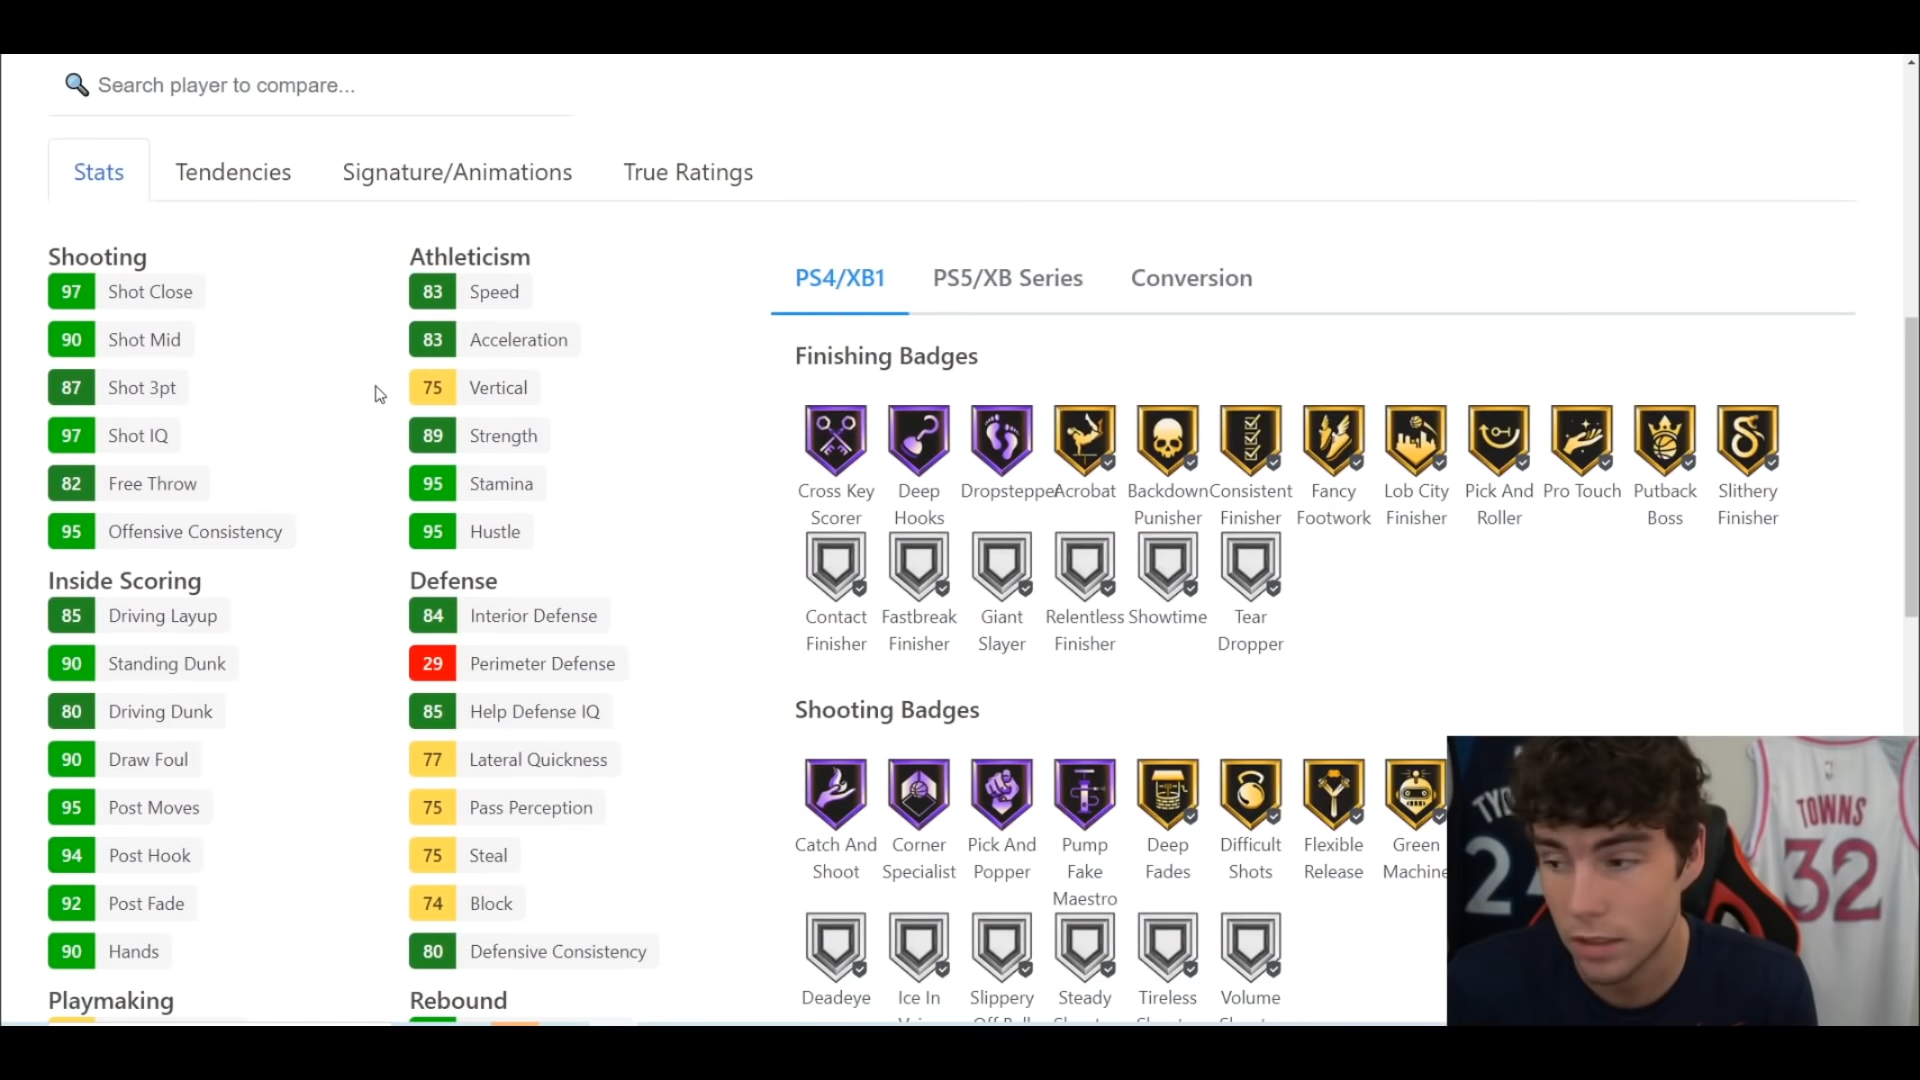 Search player to compare...
Stats Tendencies Signature/Animations True Ratings
Shooting
97 Shot Close
90 Shot Mid
87 Shot 3pt
97 Shot IQ
82 Free Throw
95 Offensive Consistency
Inside Scoring
85 Driving Layup
90 Standing Dunk
80 Driving Dunk
90 Draw Foul
95 Post Moves
94 Post Hook
92 Post Fade
90 Hands
Playmaking
Athleticism
83 Speed
83 Acceleration
75 Vertical
89 Strength
95 Stamina
95 Hustle
Defense
84 Interior Defense
29 Perimeter Defense
85 Help Defense IQ
77 Lateral Quickness
75 Pass Perception
75 Steal
74 Block
80 Defensive Consistency
Rebound
PS4/XB1 PS5/XB Series Conversion
Finishing Badges
Cross Key Deep Dropstepper Acrobat Backdown Consistent Fancy Lob City Pick And Pro Touch Putback Slithery
Scorer Hooks Punisher Finisher Footwork Finisher Roller Boss Finisher
Contact Fastbreak Giant Relentless Showtime Tear
Finisher Finisher Slayer Finisher Dropper
Shooting Badges
Catch And Corner Pick And Pump Deep Difficult Flexible Green
Shoot Specialist Popper Fake Fades Shots Release Machine
Maestro
Deadeye Ice In Slippery Steady Tireless Volume
TOWNS
32